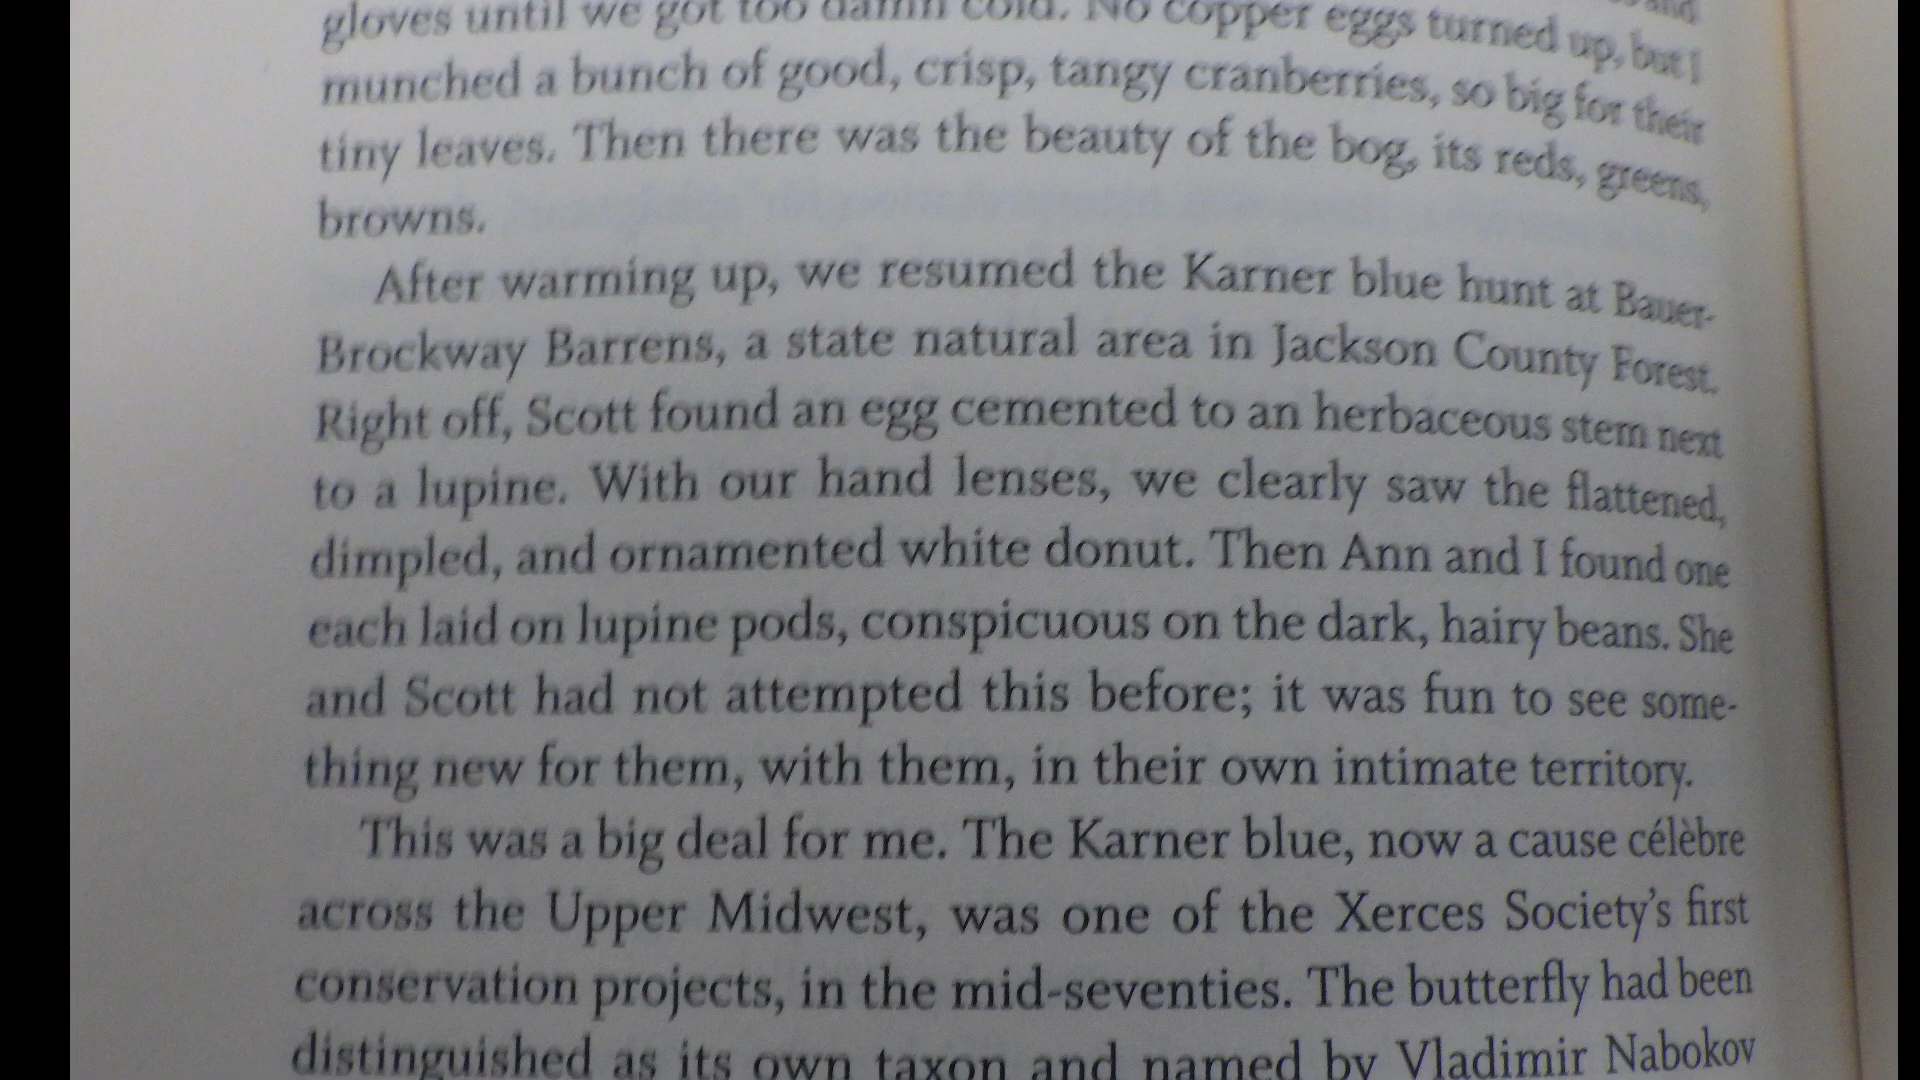 and
gloves until we got too damn cold. No copper eggs turned up, but I
munched a bunch of good, crisp, tangy cranberries, so big for their
tiny leaves. Then there was the beauty of the bog, its reds, greens,
browns.
After warming up, we resumed the Karner blue hunt at Bauer-
Brockway Barrens, a state natural area in Jackson County Forest.
Right off, Scott found an egg cemented to an herbaceous stem next
to a lupine. With our hand lenses, we clearly saw the flattened,
dimpled, and ornamented white donut. Then Ann and I found one
each laid on lupine pods, conspicuous on the dark, hairy beans. She
and Scott had not attempted this before; it was fun to see some-
thing new for them, with them, in their own intimate territory.
This was a big deal for me. The Karner blue, now a cause célèbre
across the Upper Midwest, was one of the Xerces Society's first
conservation projects, in the mid-seventies. The butterfly had been
distinguished as its own taxon and named by Vladimir Nabokov